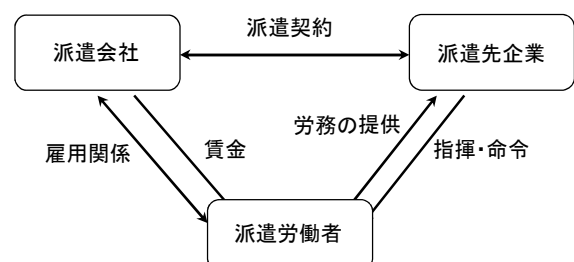 派遣契約
派遣会社
派遣先企業
雇用関係
賃金
労務の提供
指揮・命令
派遣労働者